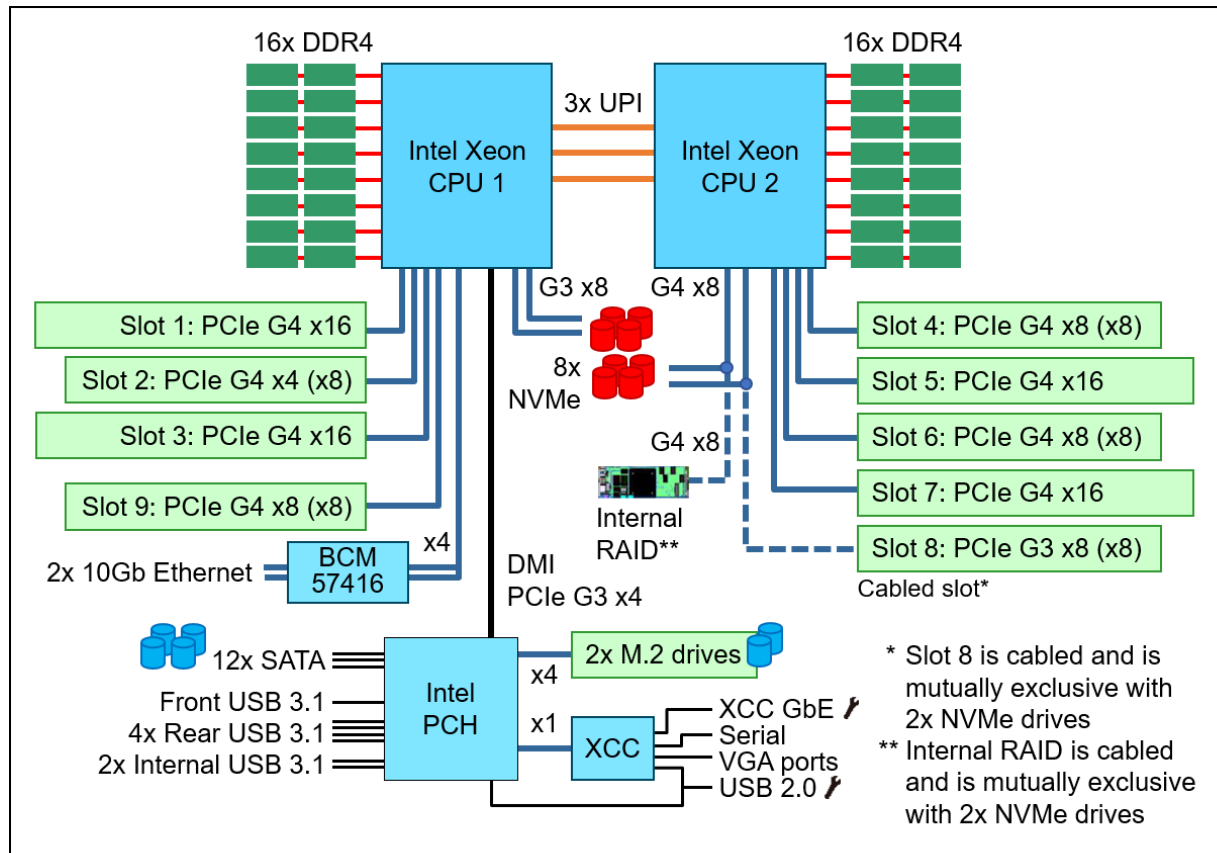 16x DDR4
16x DDR4
Intel Xeon
CPU 1
3x UPI
Intel Xeon
CPU 2
G3 x8
G4 x8
Slot 1: PCIe G4 x16
Slot 2: PCIe G4 x4 (x8)
Slot 3: PCIe G4 x16
Slot 9: PCIe G4 x8 (x8)
8x
NVMe
Slot 4: PCIe G4 x8 (x8)
Slot 5: PCIe G4 x16
Slot 6: PCIe G4 x8 (x8)
Slot 7: PCIe G4 x16
Slot 8: PCIe G3 x8 (x8)
Cabled slot*
G4 x8
Internal
RAID**
2x 10Gb Ethernet
BCM
57416
x4
DMI
PCIe G3 x4
12x SATA
Front USB 3.1
4x Rear USB 3.1
2x Internal USB 3.1
Intel
PCH
x4
2x M.2 drives
x1
XCC
XCC GbE
Serial
VGA ports
USB 2.0
* Slot 8 is cabled and is
mutually exclusive with
2x NVMe drives
** Internal RAID is cabled
and is mutually exclusive
with 2x NVMe drives